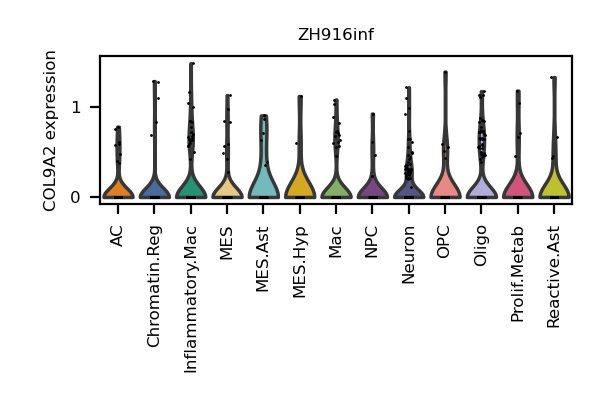 ZH916inf
COL9A2 expression
1
0
AC
Chromatin.Reg
Inflammatory.Mac
MES
MES.Ast
MES.Hyp
Mac
NPC
Neuron
OPC
Oligo
Prolif.Metab
Reactive.Ast